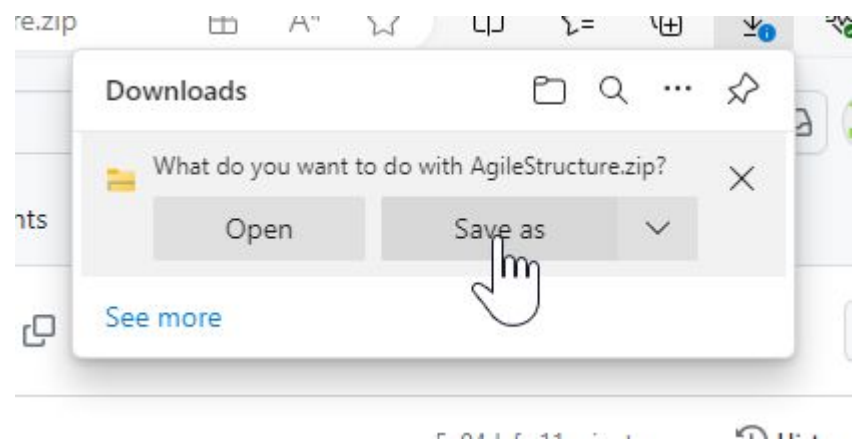 re.zip
Downloads
What do you want to do with AgileStructure.zip?
Open
Save as
nts
See more